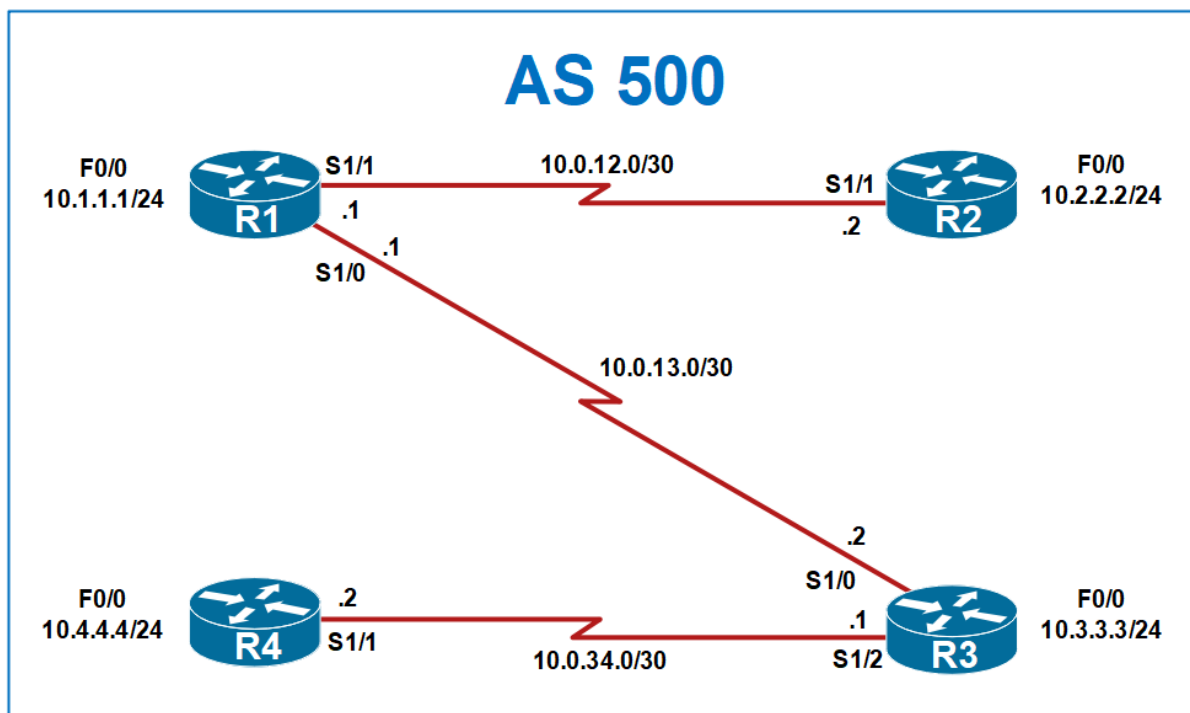 AS 500
F0/0
10.1.1.1/24
R1
S1/1
.1
10.0.12.0/30
S1/1
.2
R2
F0/0
10.2.2.2/24
.1
S1/0
10.0.13.0/30
.2
S1/0
F0/0
10.4.4.4/24
R4
.2
S1/1
10.0.34.0/30
.1
S1/2
R3
F0/0
10.3.3.3/24